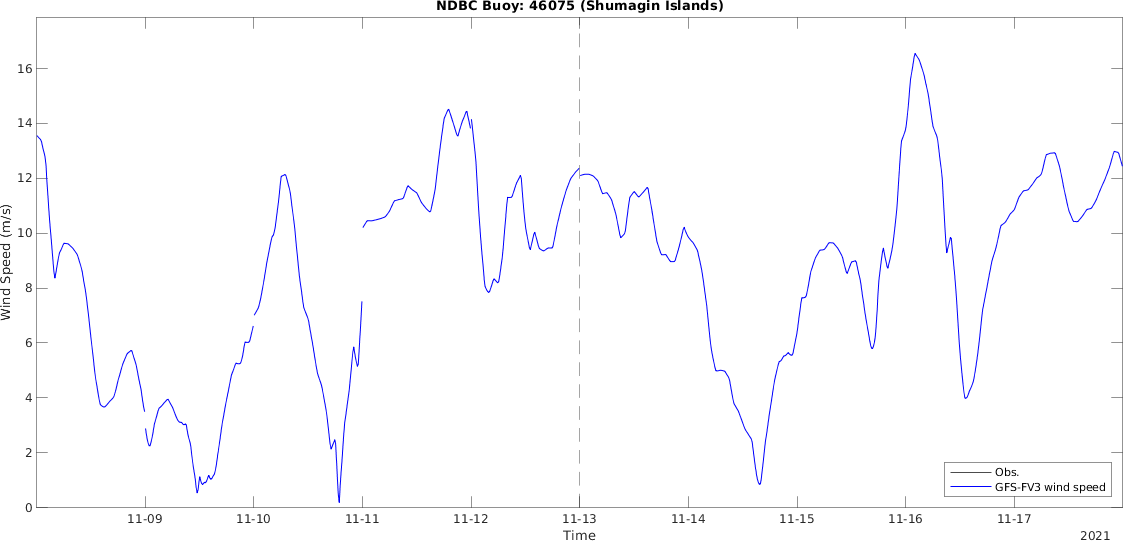 NDBC Buoy: 46075 (Shumagin Islands)
Wind Speed (m/s)
16
14
12
10
8
6
4
2
0
11-09 11-10 11-11 11-12 11-13 11-14 11-15 11-16 11-17
Time
2021
Obs.
GFS-FV3 wind speed